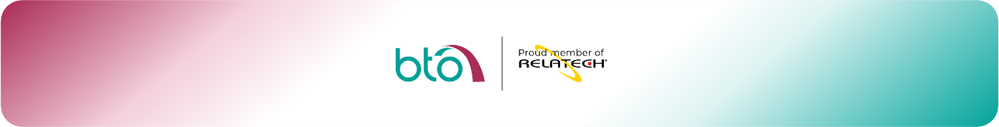 bto
Proud member of
RELATECH®